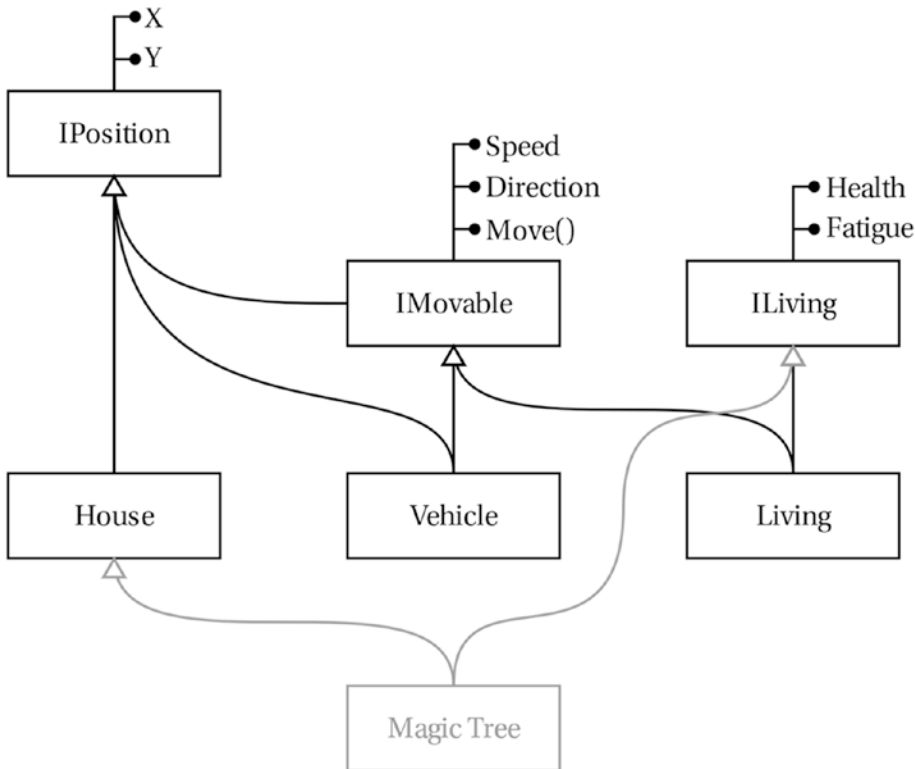 X
Y
IPosition
Speed
Direction
Move()
Health
Fatigue
IMovable
ILiving
House
Vehicle
Living
Magic Tree